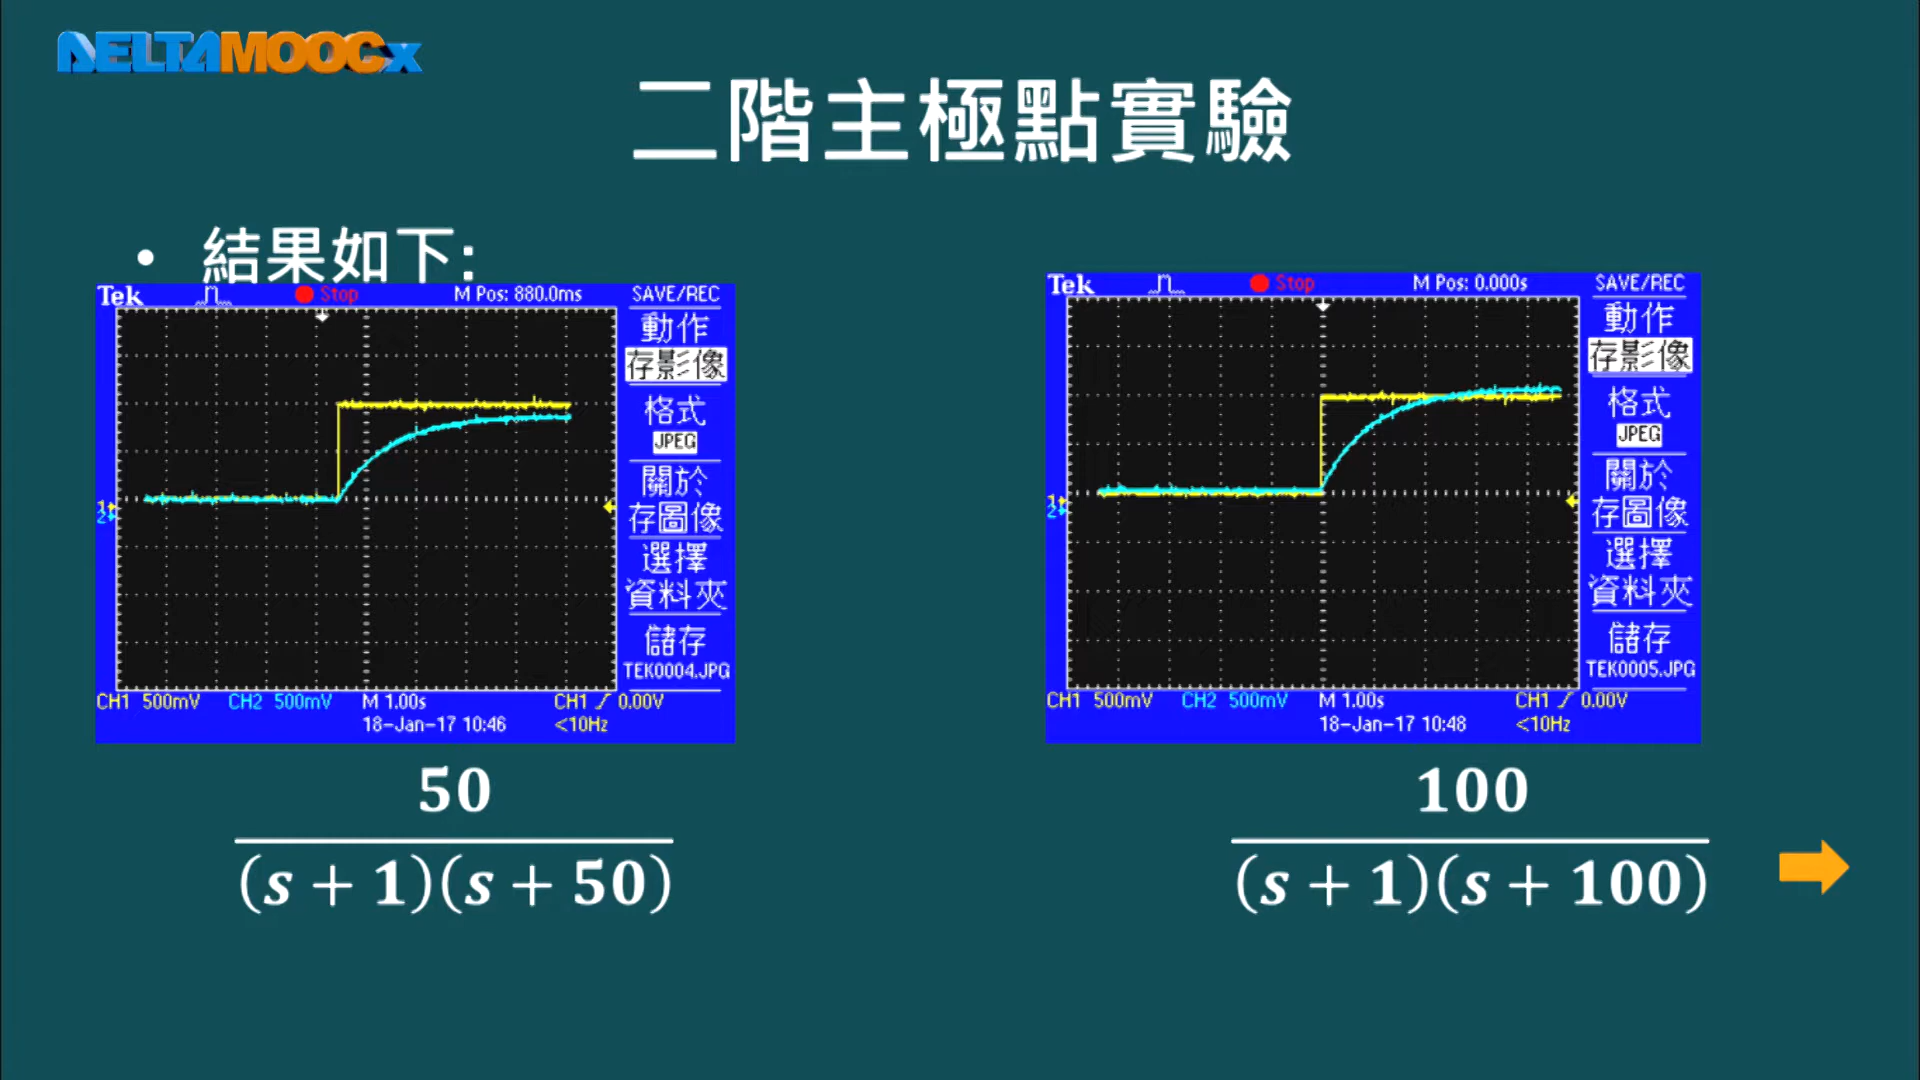 DELTAMOOCx
二階主極點實驗
• 結果如下:
Tek Stop M Pos: 880.0ms SAVE/REC
動作
存影像
格式
JPEG
關於
存圖像
選擇
資料夾
儲存
TEK0004.JPG
1
2
CH1 500mV CH2 500mV M 1.00s CH1 0.00V
18-Jan-17 10:46 <10Hz
50
(s + 1)(s + 50)
Tek Stop M Pos: 0.000s SAVE/REC
動作
存影像
格式
JPEG
關於
存圖像
選擇
資料夾
儲存
TEK0005.JPG
1
2
CH1 500mV CH2 500mV M 1.00s CH1 0.00V
18-Jan-17 10:48 <10Hz
100
(s + 1)(s + 100)